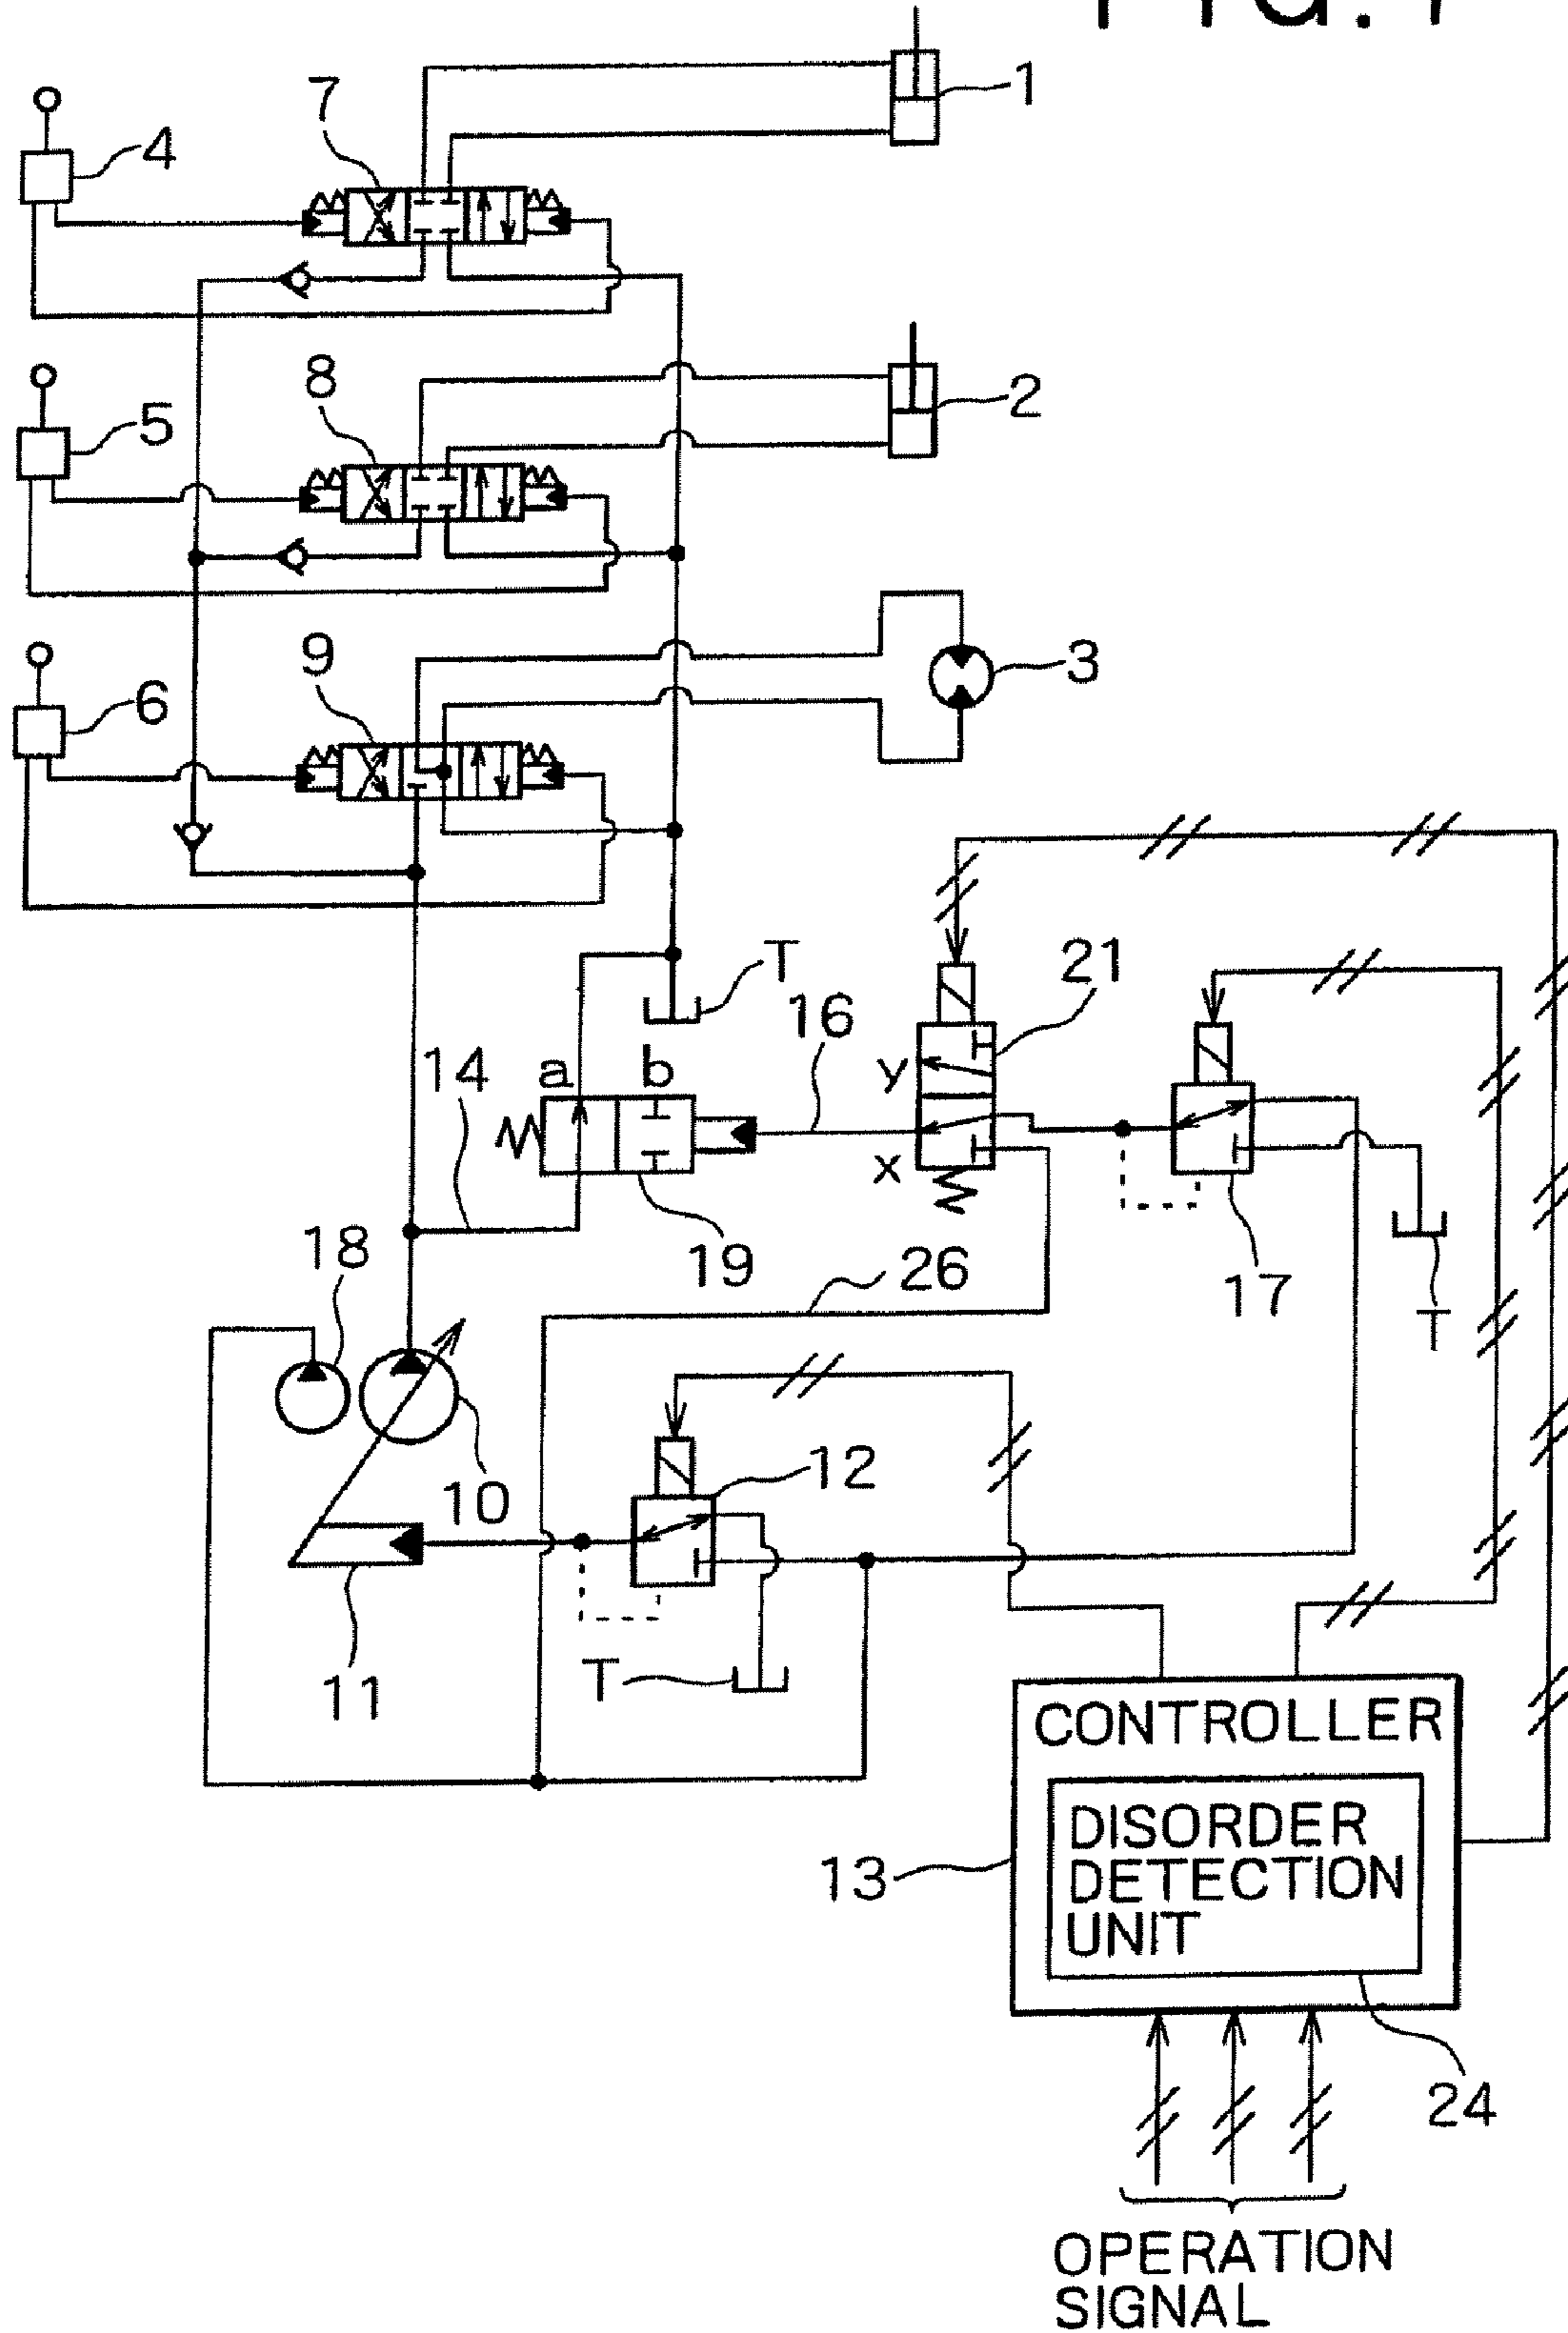 1
7
4
8
2
5
9
3
6
T
21
16
14
a
b
y
x
18
19
26
17
T
12
10
11
T
CONTROLLER
DISORDER
DETECTION
UNIT
13
24
OPERATION
SIGNAL